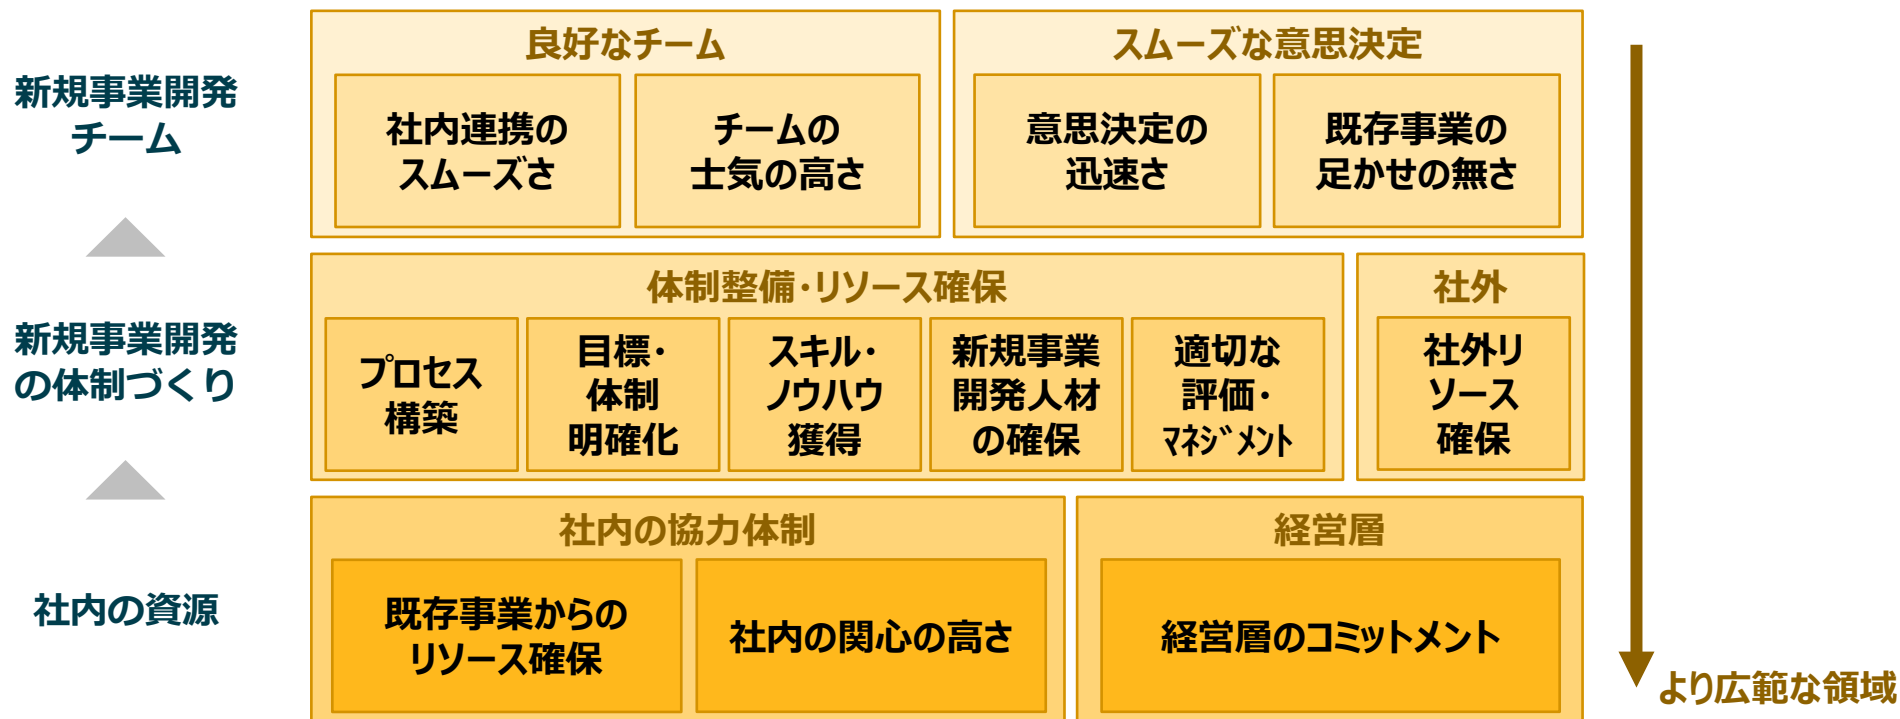 新規事業開発
チーム
良好なチーム
社内連携の
スムーズさ
チームの
士気の高さ
スムーズな意思決定
意思決定の
迅速さ
既存事業の
足かせの無さ
新規事業開発
の体制づくり
体制整備・リソース確保
プロセス
構築
目標・
体制
明確化
スキル・
ノウハウ
獲得
新規事業
開発人材
の確保
適切な
評価・
ﾏﾈｼﾞﾒﾝﾄ
社外
社外リ
ソース
確保
社内の資源
社内の協力体制
既存事業からの
リソース確保
社内の関心の高さ
経営層
経営層のコミットメント
より広範な領域